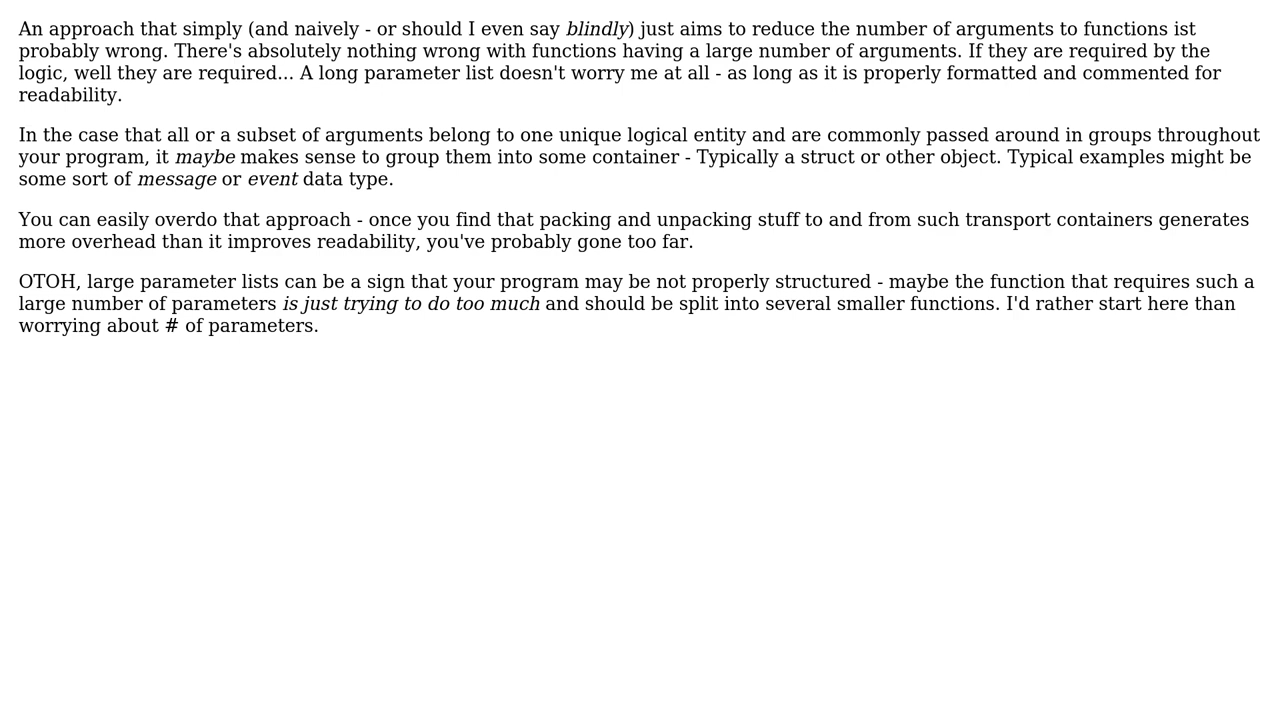 An approach that simply (and naively - or should I even say blindly) just aims to reduce the number of arguments to functions ist
probably wrong. There's absolutely nothing wrong with functions having a large number of arguments. If they are required by the
logic, well they are required... A long parameter list doesn't worry me at all - as long as it is properly formatted and commented for
readability.
In the case that all or a subset of arguments belong to one unique logical entity and are commonly passed around in groups throughout
your program, it maybe makes sense to group them into some container - Typically a struct or other object. Typical examples might be
some sort of message or event data type.
You can easily overdo that approach - once you find that packing and unpacking stuff to and from such transport containers generates
more overhead than it improves readability, you've probably gone too far.
OTOH, large parameter lists can be a sign that your program may be not properly structured - maybe the function that requires such a
large number of parameters is just trying to do too much and should be split into several smaller functions. I'd rather start here than
worrying about # of parameters.